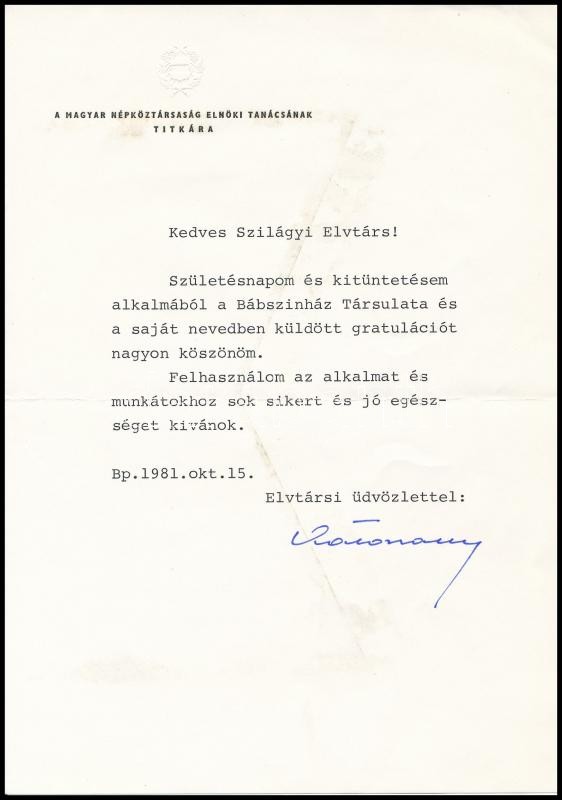 A MAGYAR NÉPKÖZTÁRSASÁG ELNÖKI TANÁCSÁNAK
TITKÁRA
Kedves Szilágyi Elvtárs!
Születésnapom és kitüntetésem
alkalmából a Bábszinház Társulata és
a saját nevedben küldött gratulációt
nagyon köszönöm.
Felhasználom az alkalmat és
munkátokhoz sok sikert és jó egész-
séget kivánok.
Bp.1981.okt.15.
Elvtársi üdvözlettel: